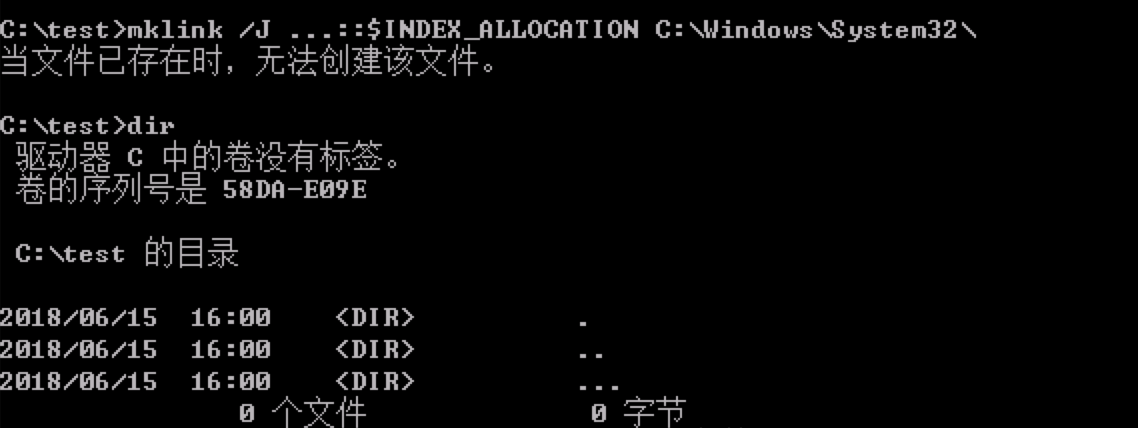 C:\test>mklink /J ...::$INDEX_ALLOCATION C:\Windows\System32\
当文件已存在时，无法创建该文件。
C:\test>dir
驱动器 C 中的卷没有标签。
卷的序列号是 58DA-E09E
C:\test 的目录
2018/06/15  16:00    <DIR>          .
2018/06/15  16:00    <DIR>          ..
2018/06/15  16:00    <DIR>          ...
0 个文件              0 字节